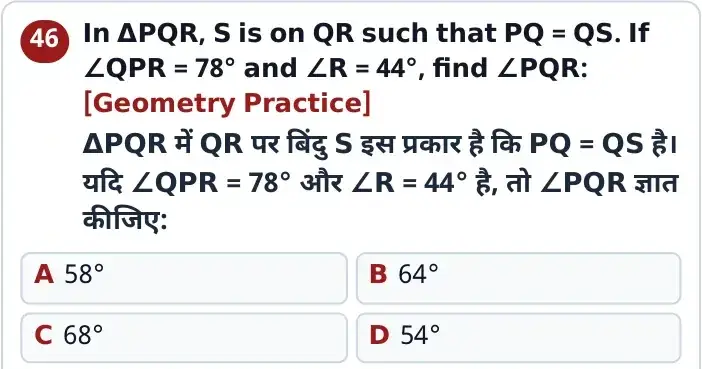 46 In ΔPQR, S is on QR such that PQ = QS. If
∠QPR = 78° and ∠R = 44°, find ∠PQR:
[Geometry Practice]
ΔPQR में QR पर बिंदु S इस प्रकार है कि PQ = QS है।
यदि ∠QPR = 78° और ∠R = 44° है, तो ∠PQR ज्ञात
कीजिए:
A 58° B 64°
C 68° D 54°